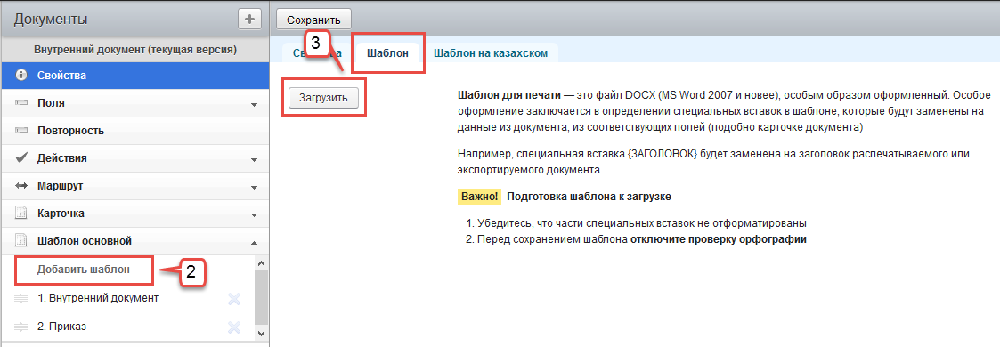 Документы
+
Сохранить
Внутренний документ (текущая версия)
Свойства
Поля
Повторность
Действия
Маршрут
Карточка
Шаблон основной
Добавить шаблон
2
1. Внутренний документ
2. Приказ
3
Свойства
Шаблон
Шаблон на казахском
Загрузить
Шаблон для печати — это файл DOCX (MS Word 2007 и новее), особым образом оформленный. Особое
оформление заключается в определении специальных вставок в шаблоне, которые будут заменены на
данные из документа, из соответствующих полей (подобно карточке документа)
Например, специальная вставка {ЗАГОЛОВОК} будет заменена на заголовок распечатываемого или
экспортируемого документа
Важно! Подготовка шаблона к загрузке
1. Убедитесь, что части специальных вставок не отформатированы
2. Перед сохранением шаблона отключите проверку орфографии